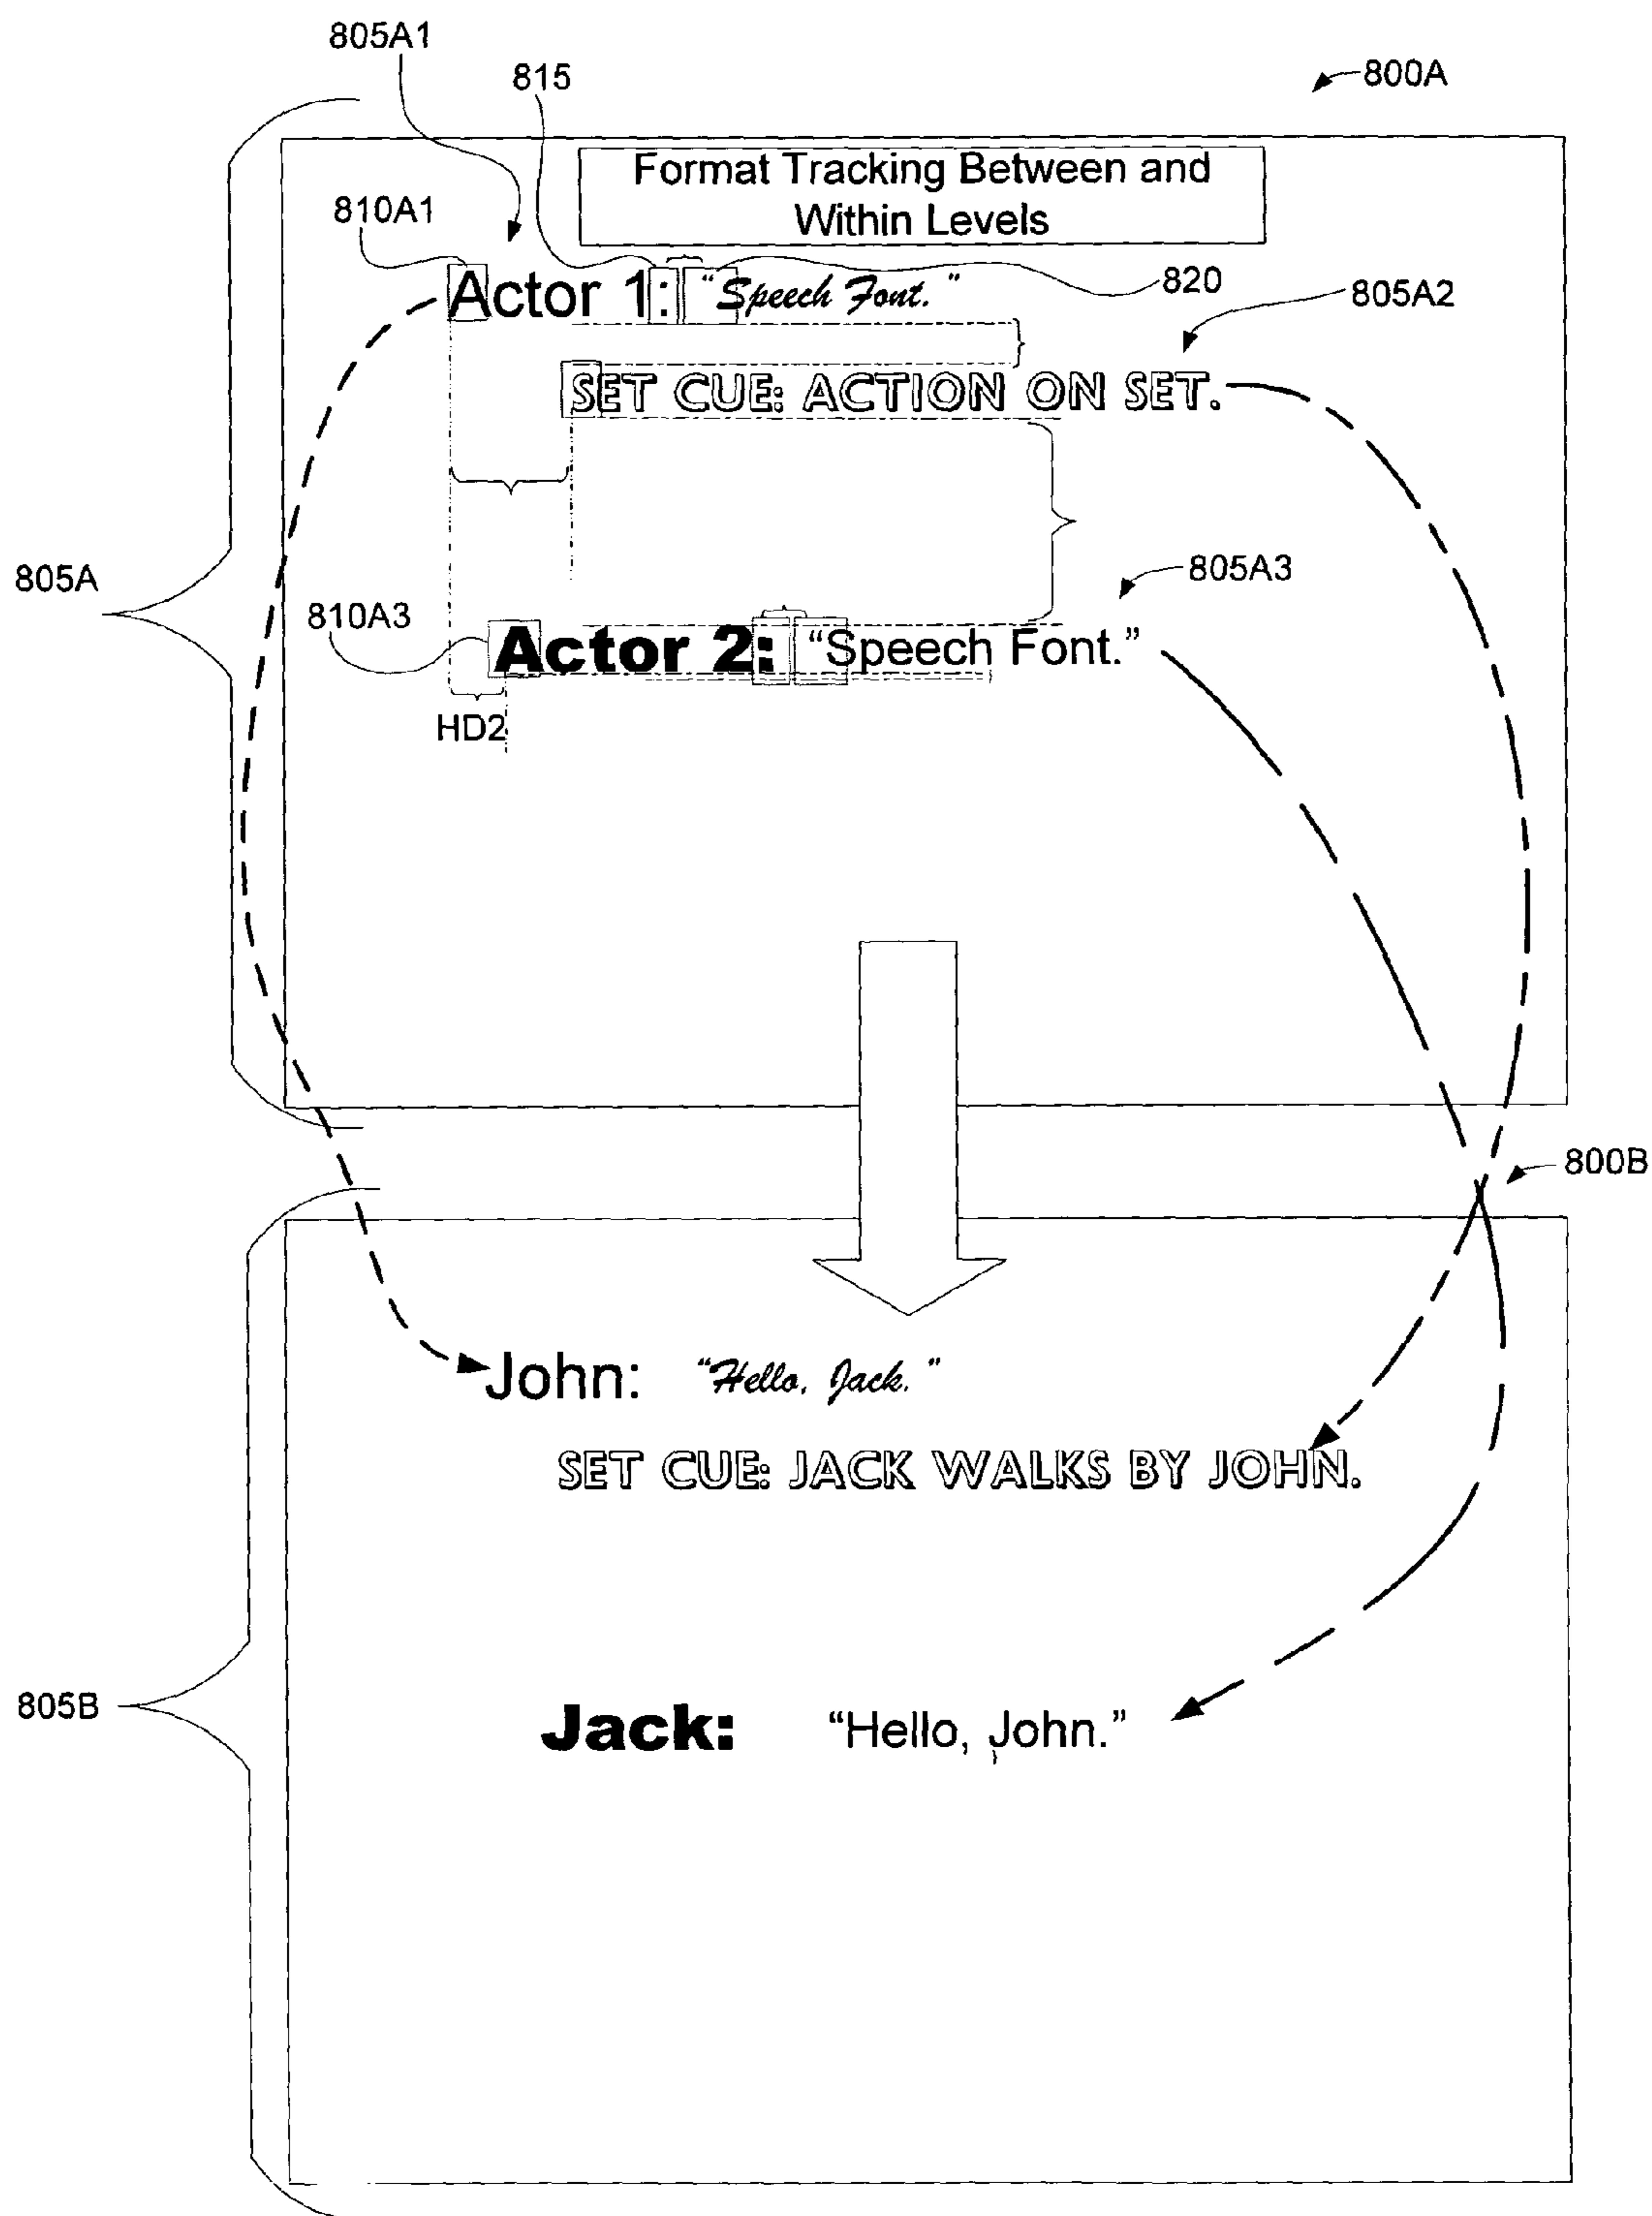 805A1
815
800A
Format Tracking Between and
Within Levels
810A1
Actor 1: “Speech Font.”
820
805A2
SET CUE: ACTION ON SET.
805A
805A3
810A3
Actor 2: “Speech Font.”
HD2
800B
John: “Hello, Jack.”
SET CUE: JACK WALKS BY JOHN.
805B
Jack: “Hello, John.”